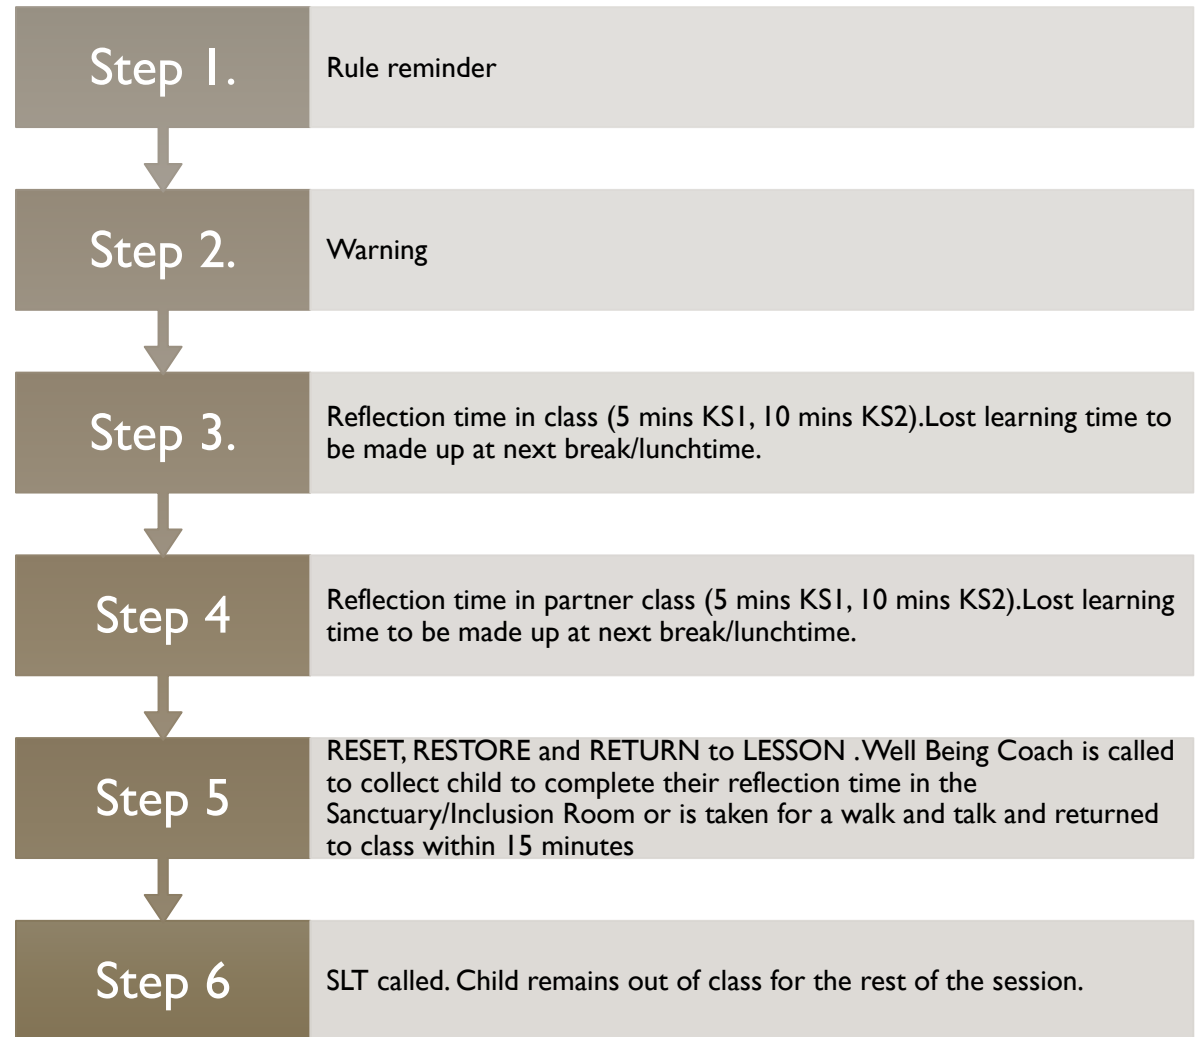 Step 1.
Rule reminder
Step 2.
Warning
Step 3.
Reflection time in class (5 mins KS1, 10 mins KS2).Lost learning time to
be made up at next break/lunchtime.
Step 4
Reflection time in partner class (5 mins KS1, 10 mins KS2).Lost learning
time to be made up at next break/lunchtime.
Step 5
RESET, RESTORE and RETURN to LESSON . Well Being Coach is called
to collect child to complete their reflection time in the
Sanctuary/Inclusion Room or is taken for a walk and talk and returned
to class within 15 minutes
Step 6
SLT called. Child remains out of class for the rest of the session.